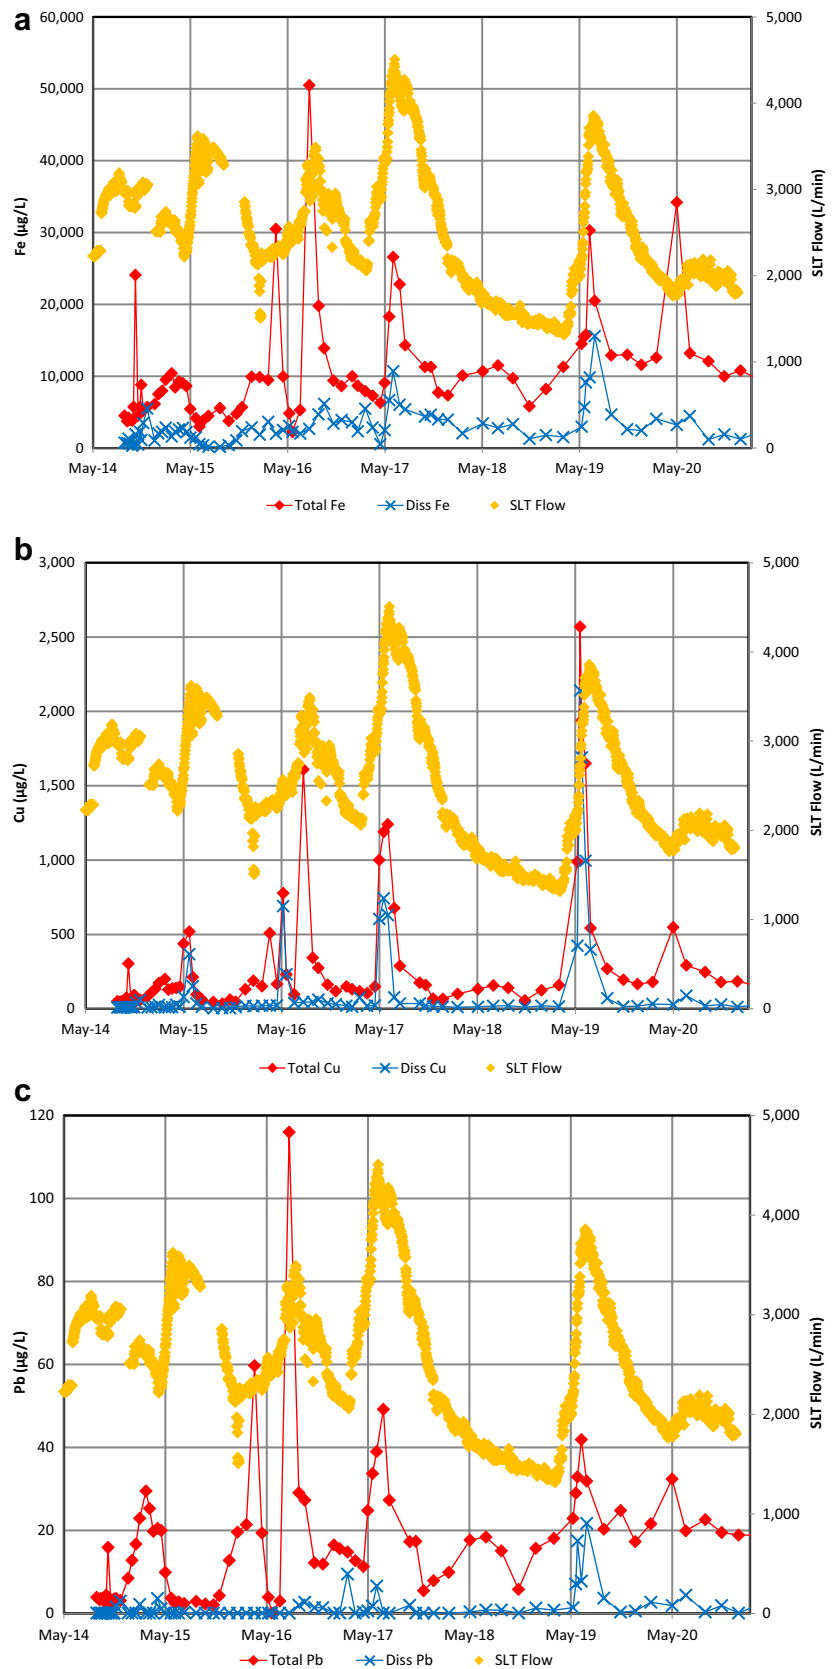 a
60,000
50,000
40,000
30,000
20,000
10,000
0
Fe (µg/L)
5,000
4,000
3,000
2,000
1,000
0
SLT Flow (L/min)
May-14 May-15 May-16 May-17 May-18 May-19 May-20
Total Fe Diss Fe SLT Flow
b
3,000
2,500
2,000
1,500
1,000
500
0
Cu (µg/L)
5,000
4,000
3,000
2,000
1,000
0
SLT Flow (L/min)
May-14 May-15 May-16 May-17 May-18 May-19 May-20
Total Cu Diss Cu SLT Flow
c
120
100
80
60
40
20
0
Pb (µg/L)
5,000
4,000
3,000
2,000
1,000
0
SLT Flow (L/min)
May-14 May-15 May-16 May-17 May-18 May-19 May-20
Total Pb Diss Pb SLT Flow